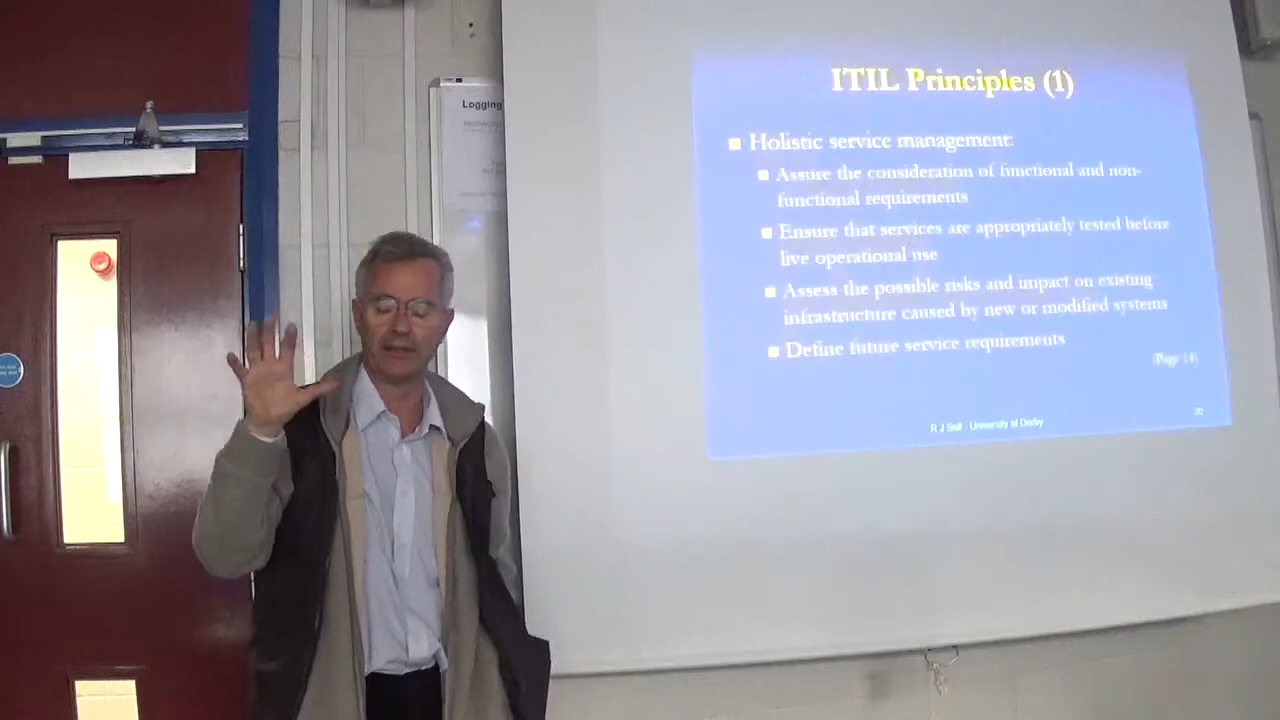 Logging
ITIL Principles (1)
Holistic service management:
Assure the consideration of functional and non-
functional requirements
Ensure that services are appropriately tested before
live operational use
Assess the possible risks and impact on existing
infrastructure caused by new or modified systems
Define future service requirements
(Page 14)
R J Self - University of Derby
20